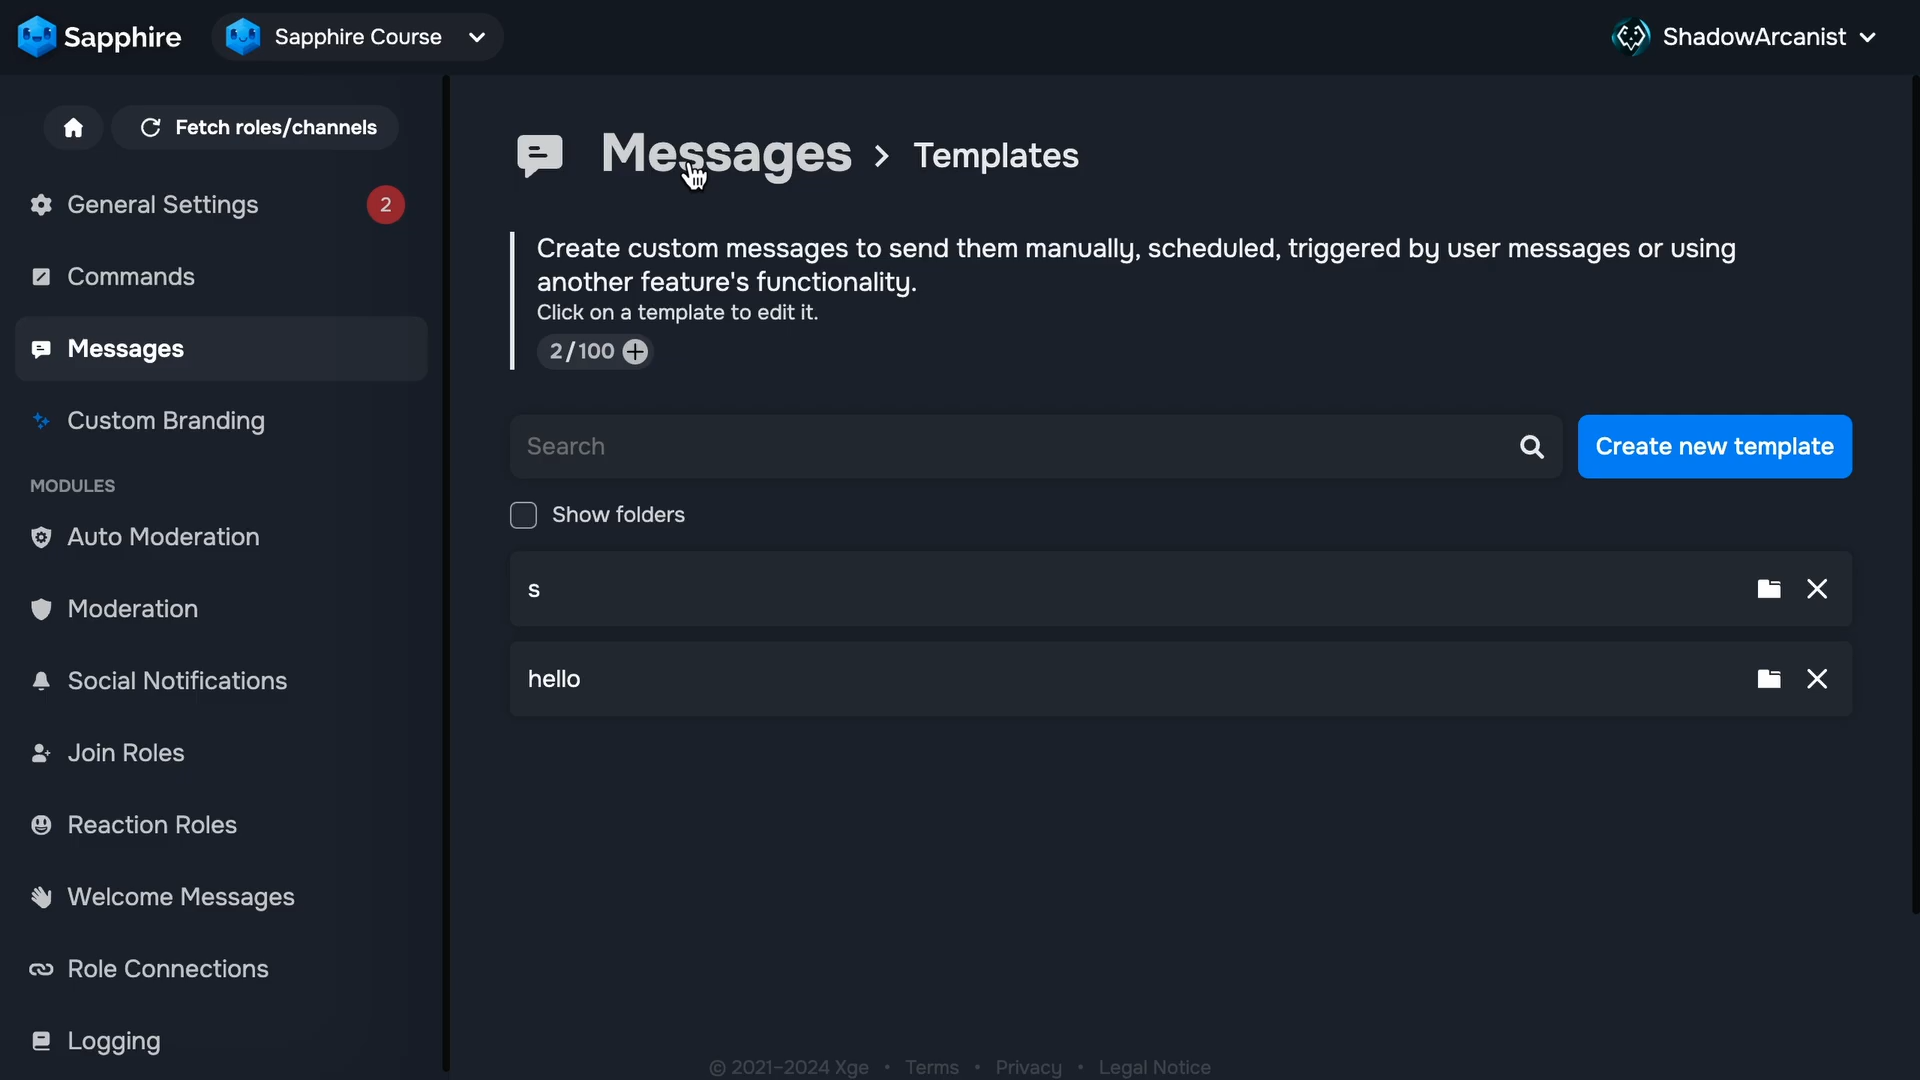 Sapphire
Sapphire Course
ShadowArcanist
Fetch roles/channels
General Settings
2
Commands
Messages
Custom Branding
MODULES
Auto Moderation
Moderation
Social Notifications
Join Roles
Reaction Roles
Welcome Messages
Role Connections
Logging
Messages > Templates
Create custom messages to send them manually, scheduled, triggered by user messages or using
another feature's functionality.
Click on a template to edit it.
2/100
Search
Create new template
Show folders
s
hello
© 2021–2024 Xge • Terms • Privacy • Legal Notice